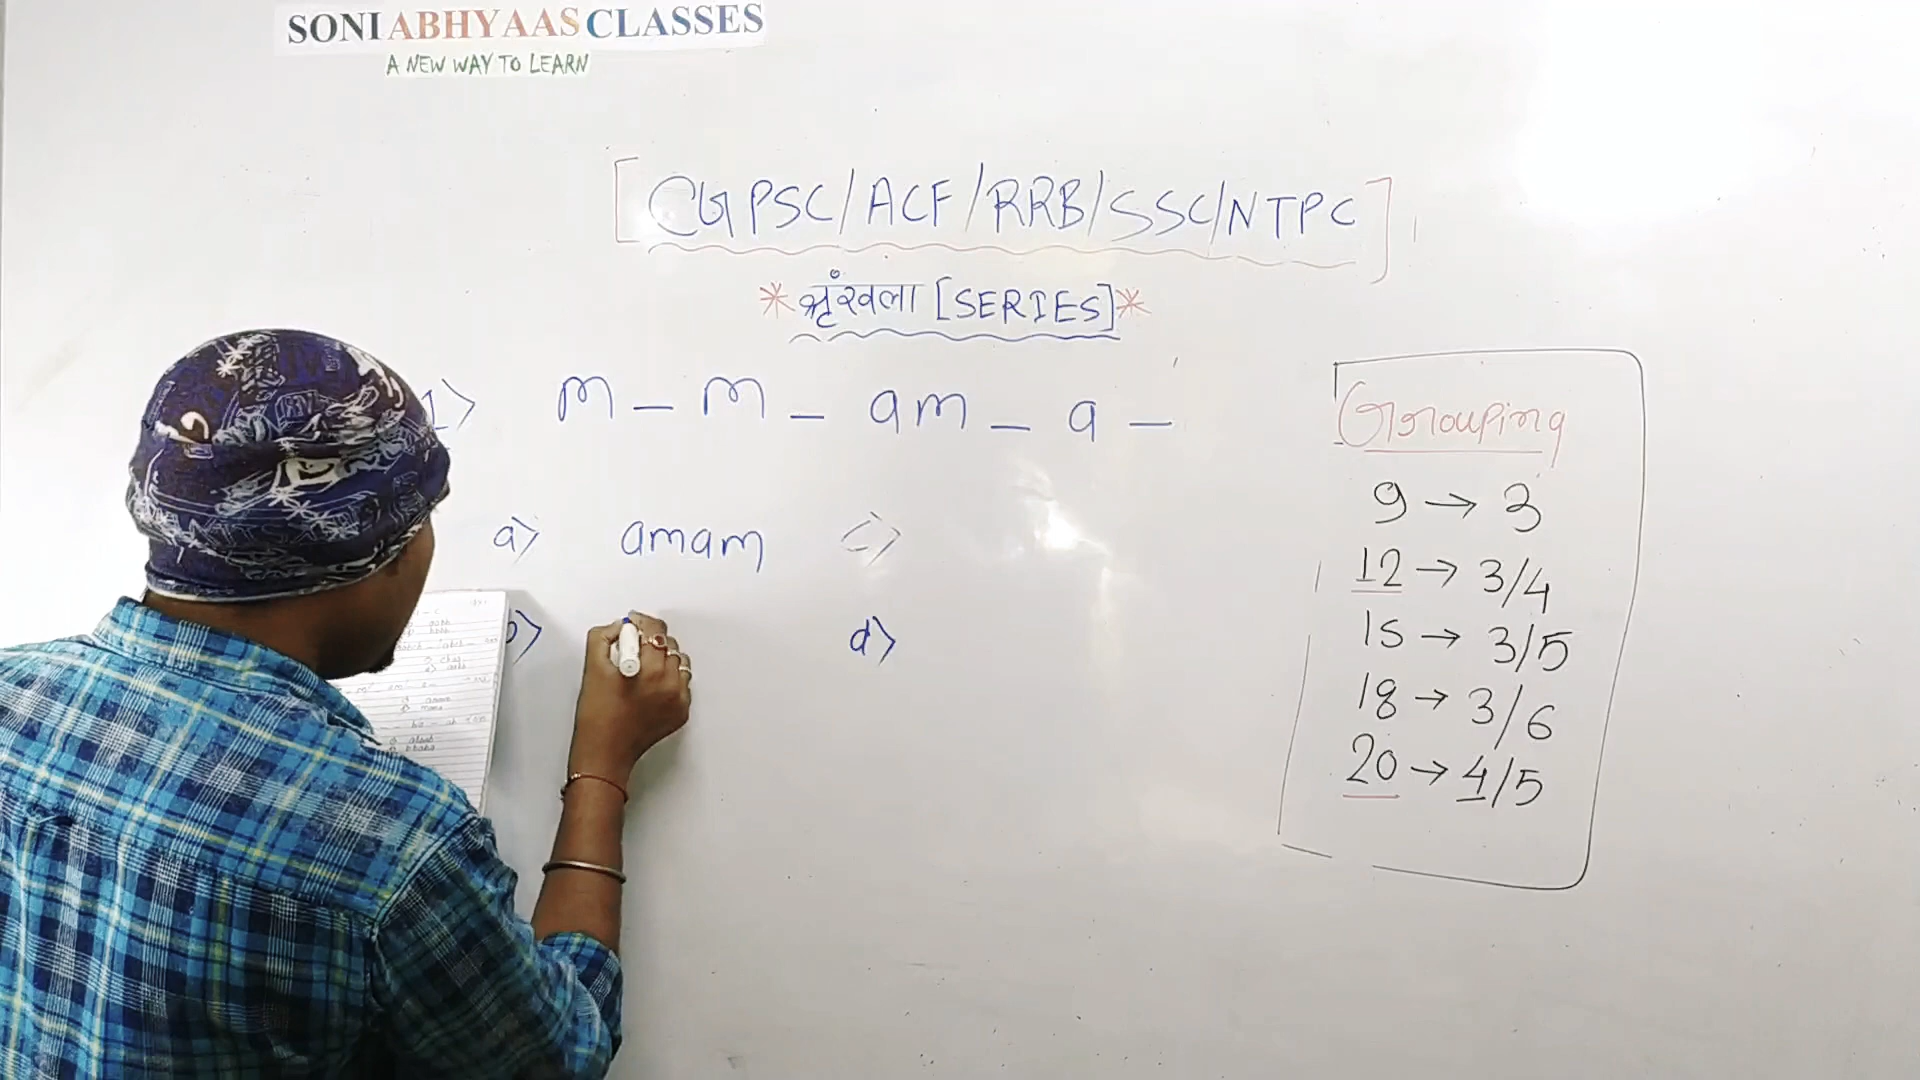 SONI ABHYAAS CLASSES
A NEW WAY TO LEARN
[CGPSC/ACF/RRB/SSC/NTPC]
*श्रृंखला [SERIES]*
1> m _ m _ am _ a _
a> amam c>
b> d>
Grouping
9 → 3
12 → 3/4
15 → 3/5
18 → 3/6
20 → 4/5